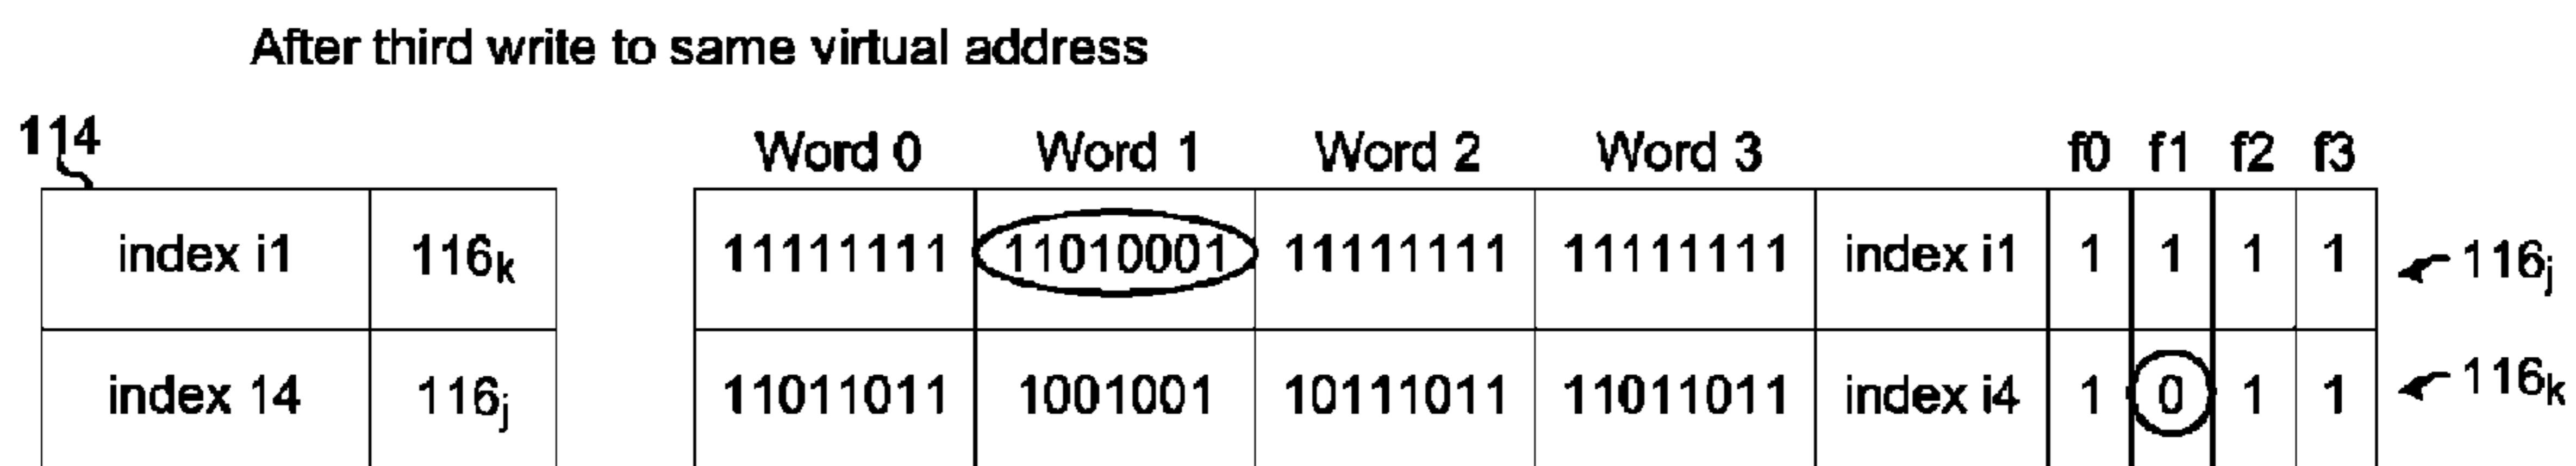 After third write to same virtual address
114
Word 0 Word 1 Word 2 Word 3 f0 f1 f2 f3
index i1 116k 11111111 11010001 11111111 11111111 index i1 1 1 1 1 116j
index 14 116j 11011011 1001001 10111011 11011011 index i4 1 0 1 1 116k